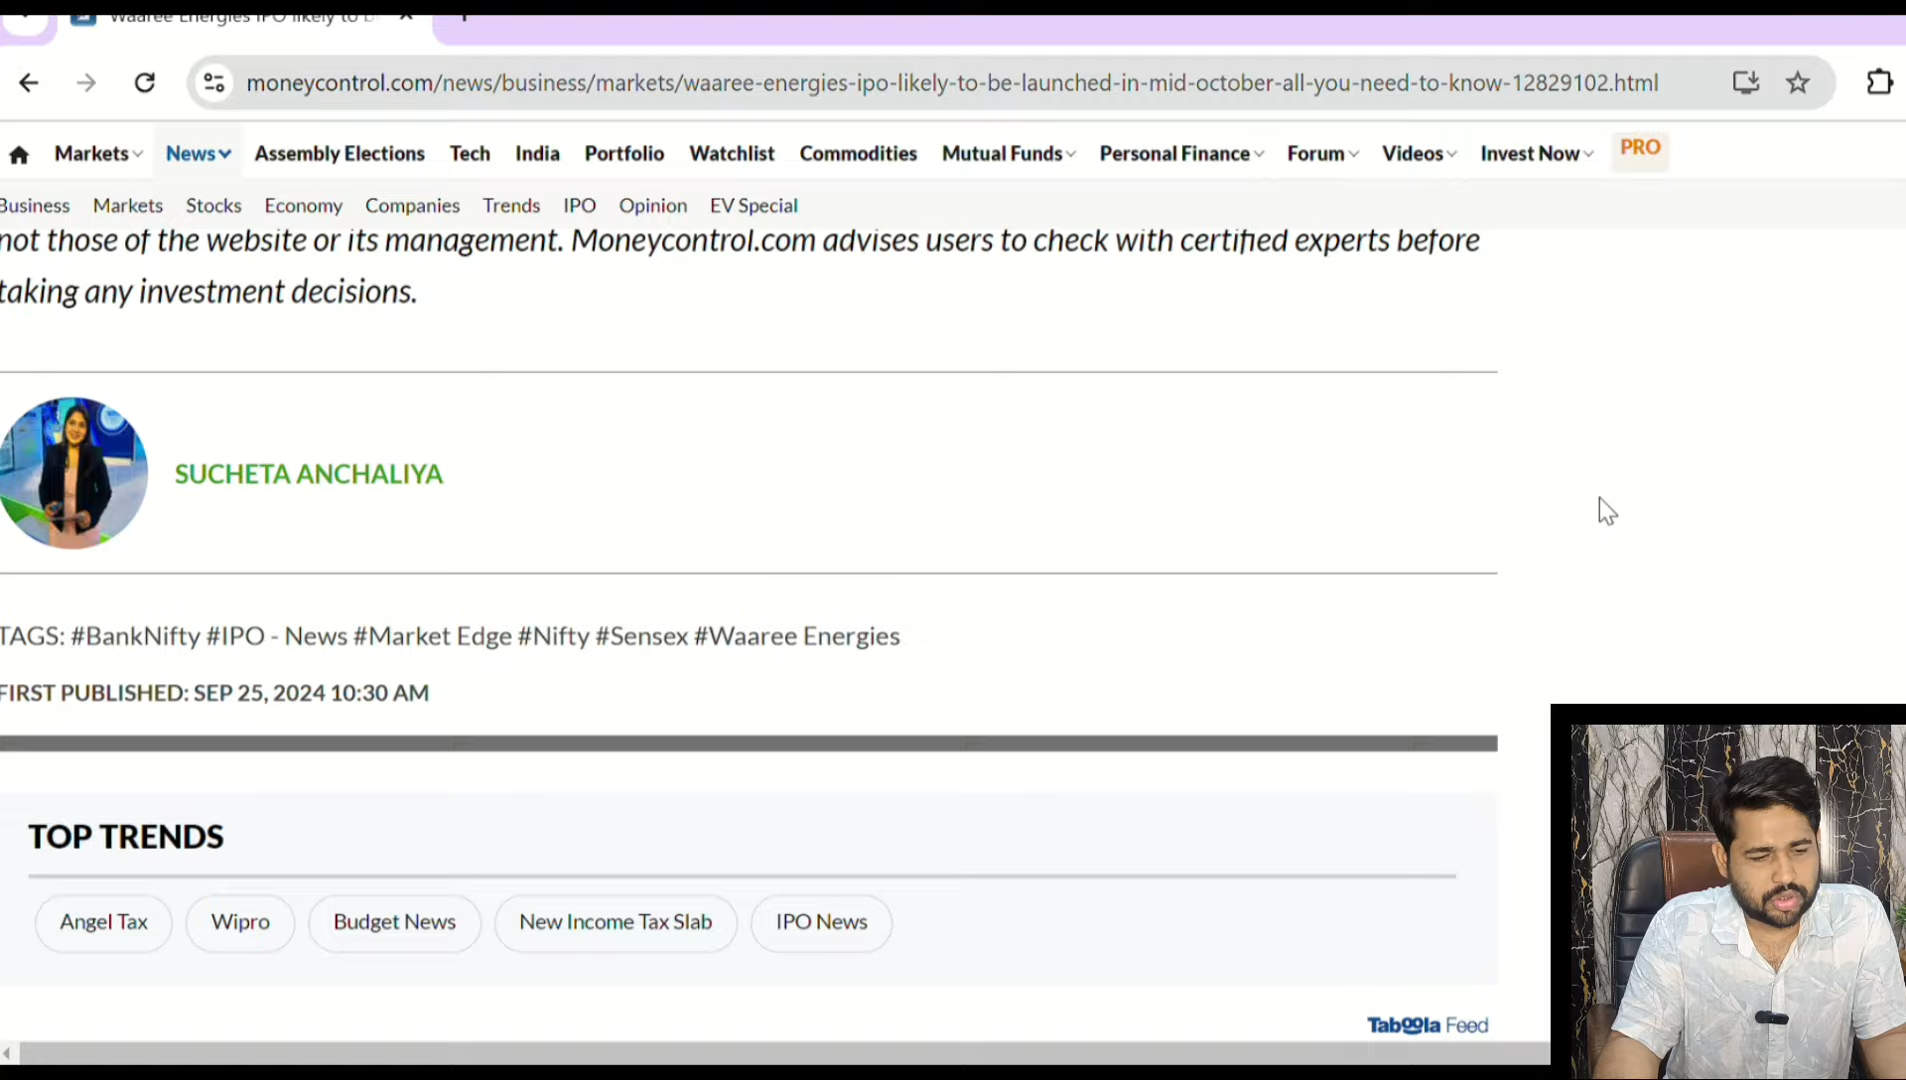 Waaree Energies IPO likely to b
moneycontrol.com/news/business/markets/waaree-energies-ipo-likely-to-be-launched-in-mid-october-all-you-need-to-know-12829102.html
Markets News Assembly Elections Tech India Portfolio Watchlist Commodities Mutual Funds Personal Finance Forum Videos Invest Now PRO
Business Markets Stocks Economy Companies Trends IPO Opinion EV Special
not those of the website or its management. Moneycontrol.com advises users to check with certified experts before
taking any investment decisions.
SUCHETA ANCHALIYA
TAGS: #BankNifty #IPO - News #Market Edge #Nifty #Sensex #Waaree Energies
FIRST PUBLISHED: SEP 25, 2024 10:30 AM
TOP TRENDS
Angel Tax Wipro Budget News New Income Tax Slab IPO News
Taboola Feed